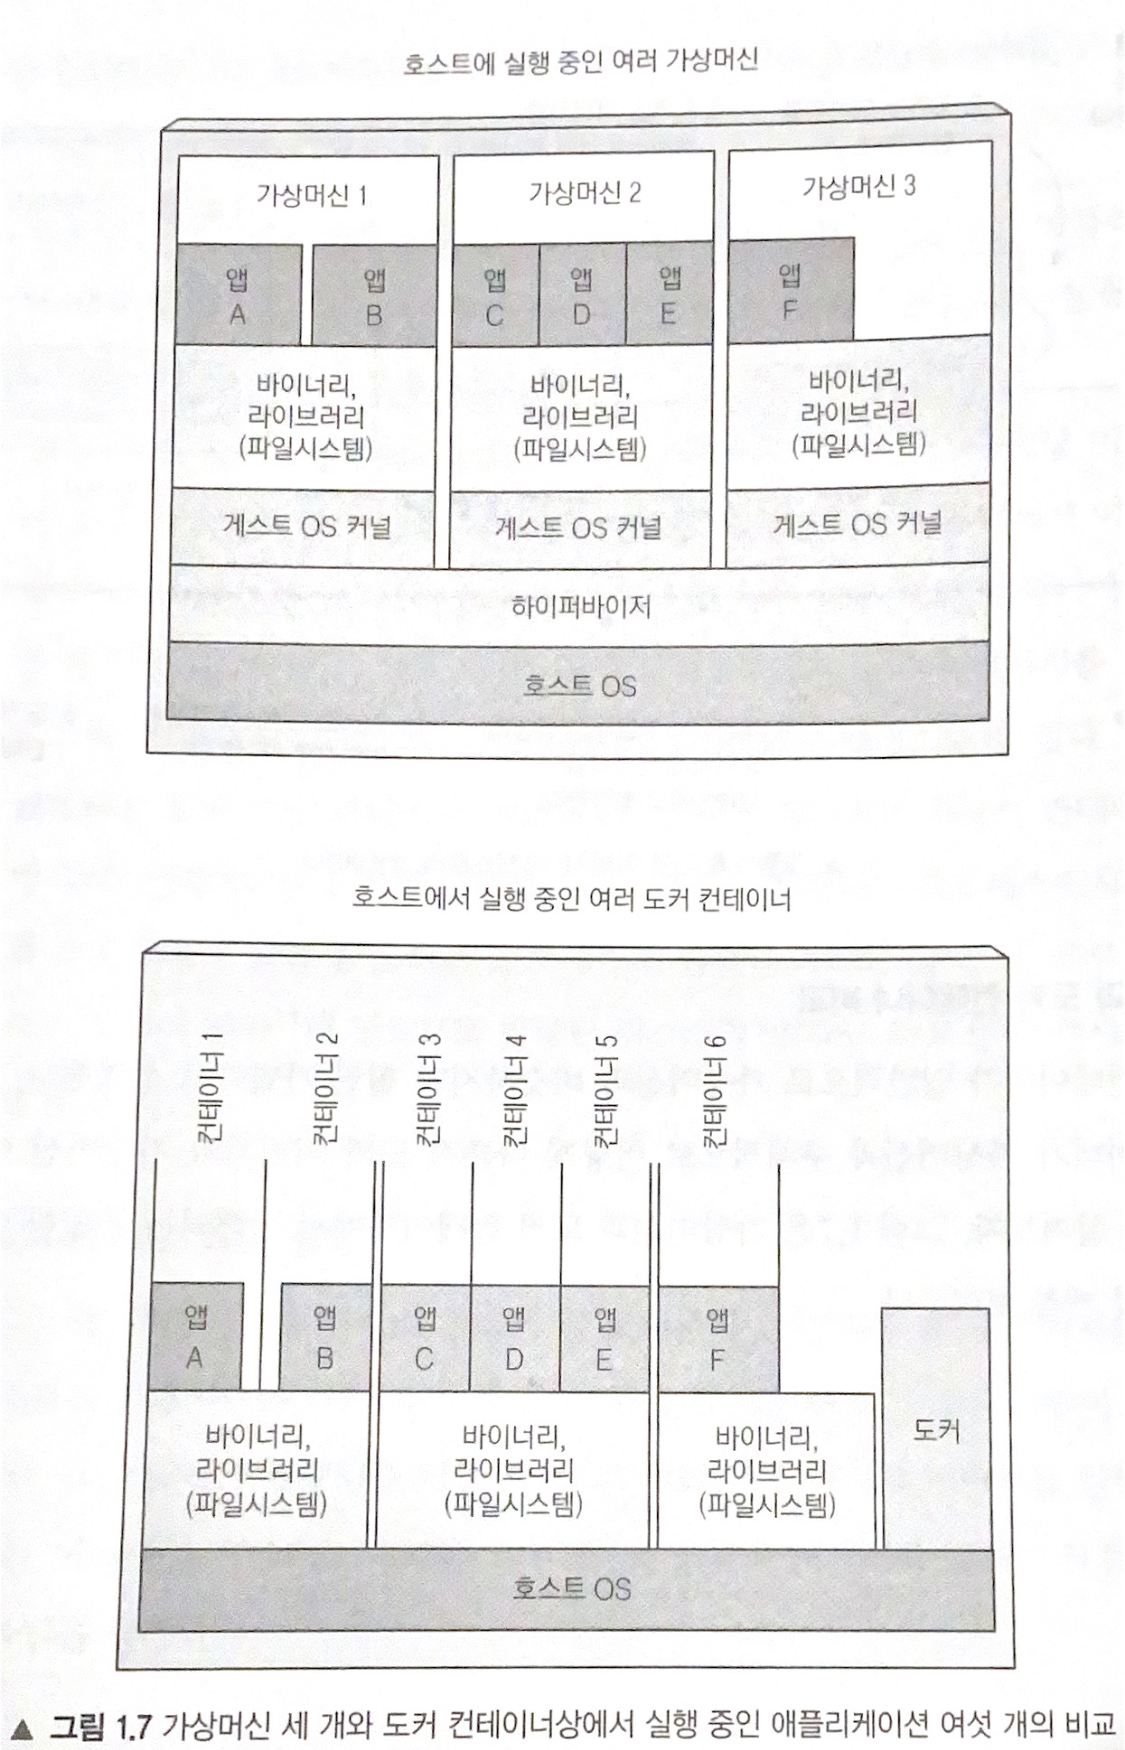 호스트에 실행 중인 여러 가상머신
가상머신 1
가상머신 2
가상머신 3
앱
A
앱
B
앱
C
앱
D
앱
E
앱
F
바이너리,
라이브러리
(파일시스템)
바이너리,
라이브러리
(파일시스템)
바이너리,
라이브러리
(파일시스템)
게스트 OS 커널
게스트 OS 커널
게스트 OS 커널
하이퍼바이저
호스트 OS
호스트에서 실행 중인 여러 도커 컨테이너
컨테이너 1
컨테이너 2
컨테이너 3
컨테이너 4
컨테이너 5
컨테이너 6
앱
A
앱
B
앱
C
앱
D
앱
E
앱
F
바이너리,
라이브러리
(파일시스템)
바이너리,
라이브러리
(파일시스템)
바이너리,
라이브러리
(파일시스템)
도커
호스트 OS
▲ 그림 1.7 가상머신 세 개와 도커 컨테이너상에서 실행 중인 애플리케이션 여섯 개의 비교